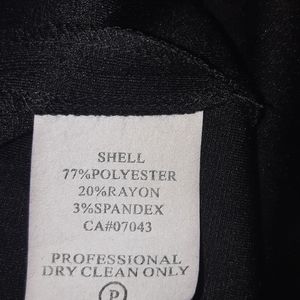 SHELL
77%POLYESTER
20%RAYON
3%SPANDEX
CA#07043
PROFESSIONAL
DRY CLEAN ONLY
P